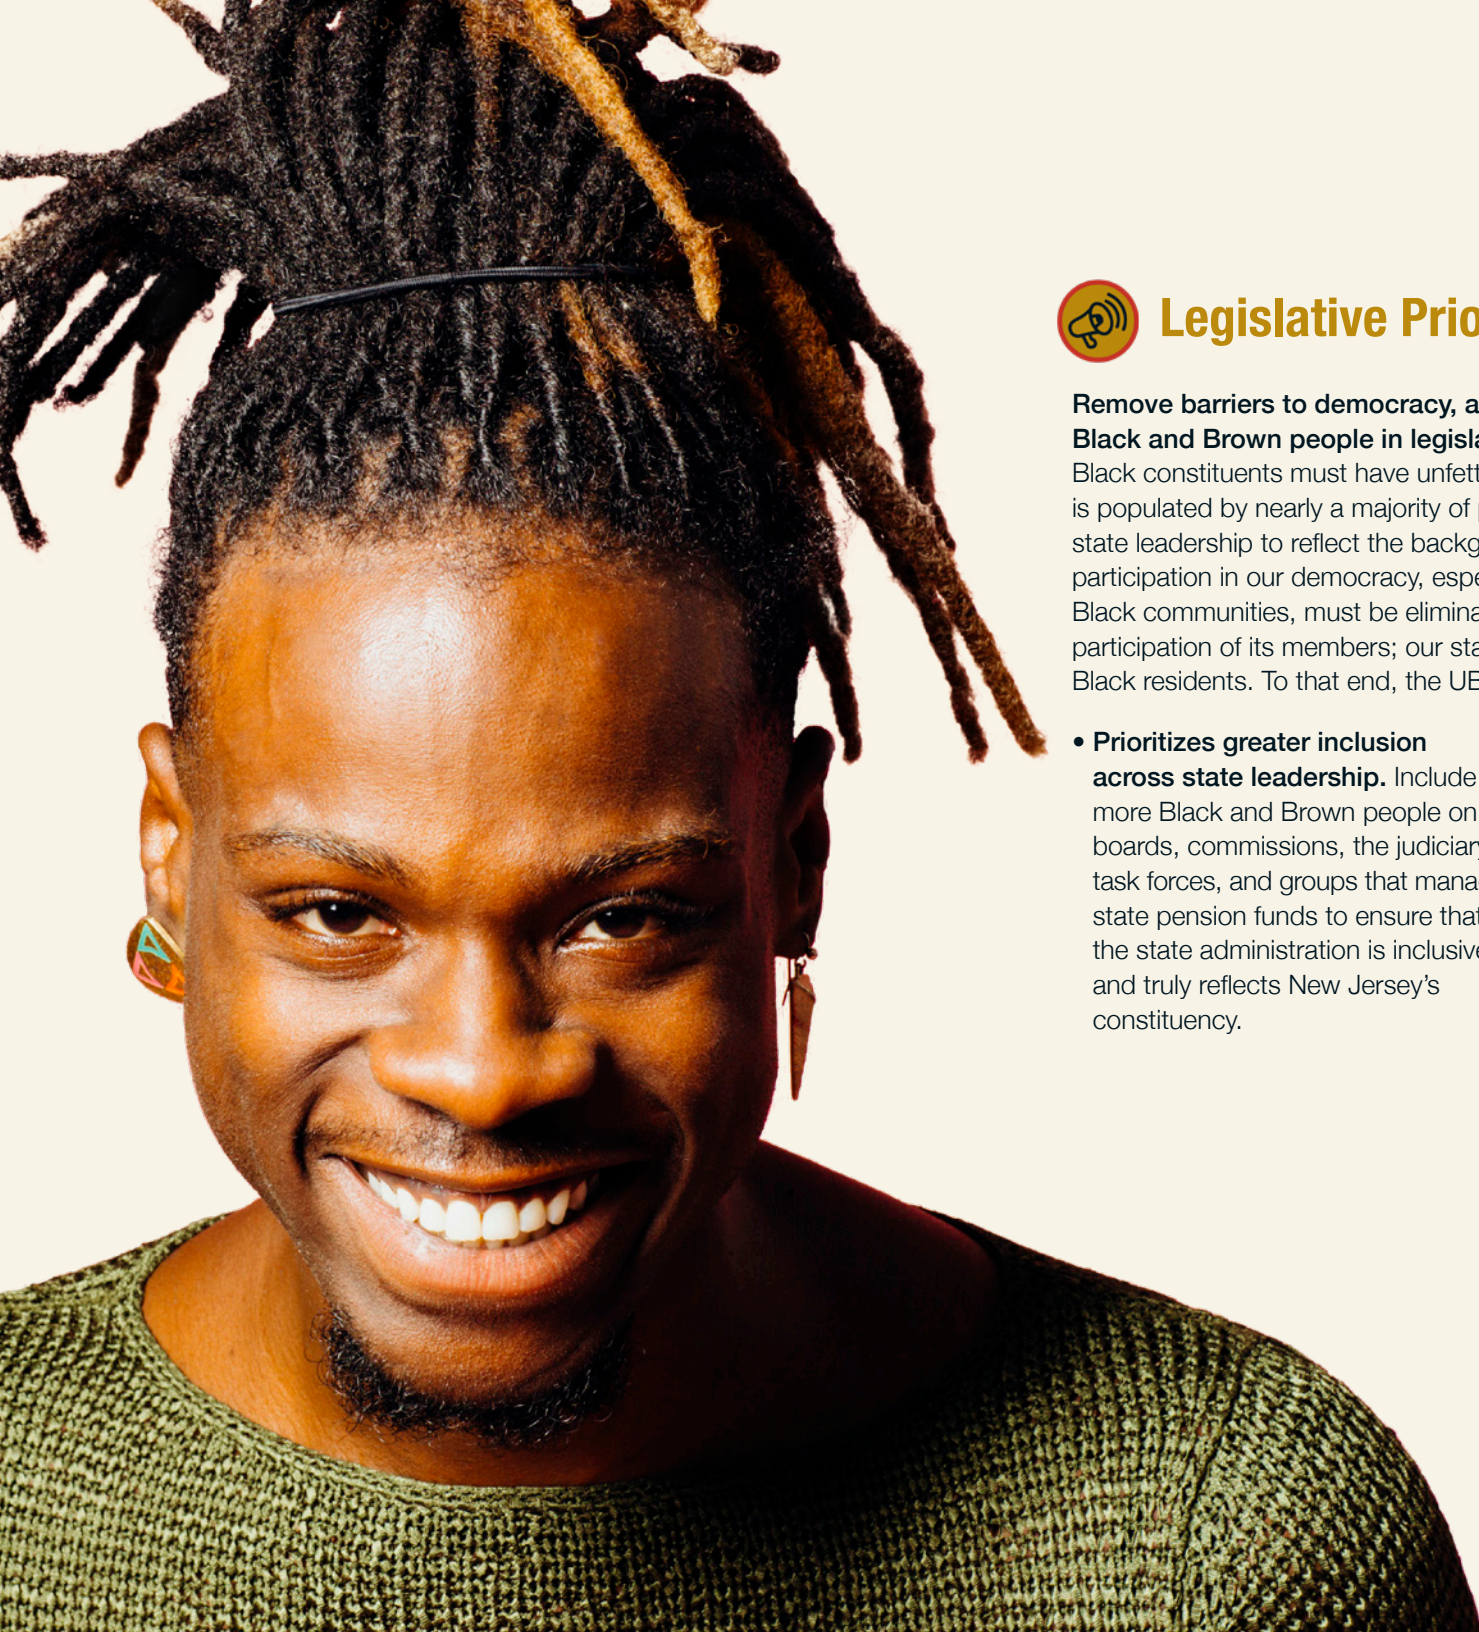 Legislative Prio
Remove barriers to democracy, a
Black and Brown people in legisla
Black constituents must have unfett
is populated by nearly a majority of p
state leadership to reflect the backg
participation in our democracy, espe
Black communities, must be elimina
participation of its members; our sta
Black residents. To that end, the UB
• Prioritizes greater inclusion
across state leadership. Include
more Black and Brown people on
boards, commissions, the judiciary
task forces, and groups that mana
state pension funds to ensure that
the state administration is inclusive
and truly reflects New Jersey’s
constituency.